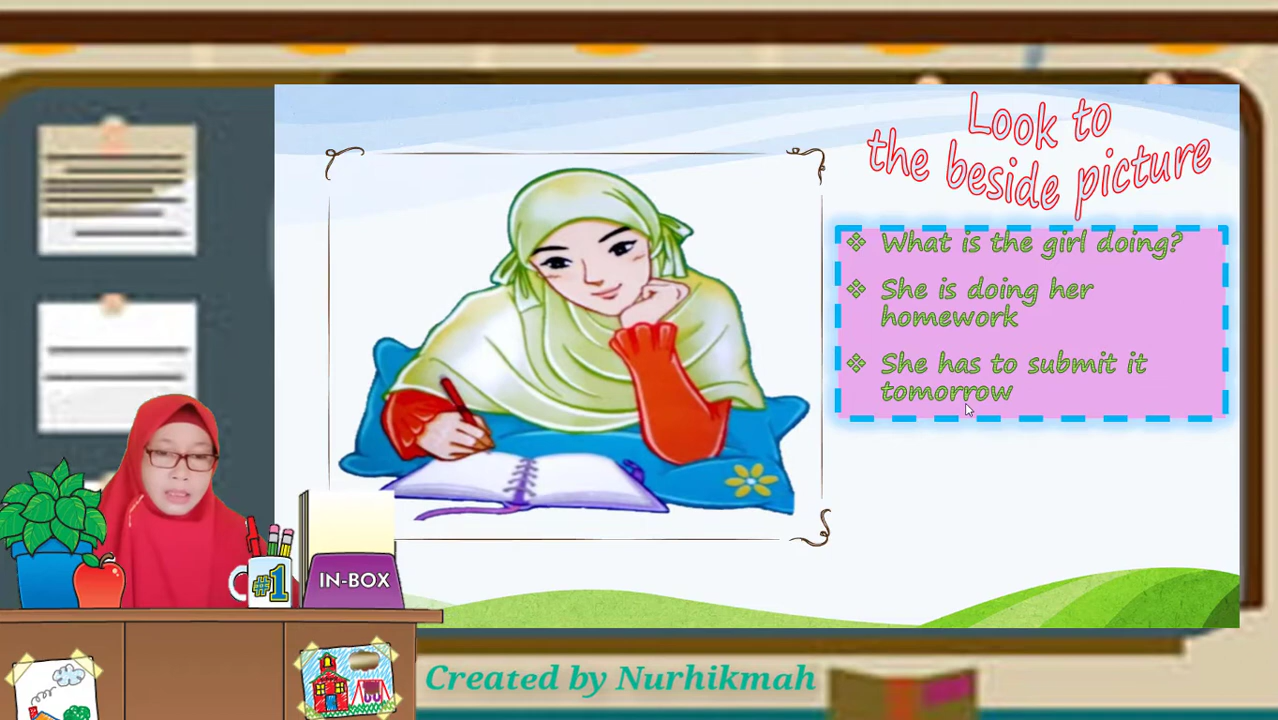 Look to
the beside picture
❖ What is the girl doing?
❖ She is doing her
homework
❖ She has to submit it
tomorrow
#1
IN-BOX
Created by Nurhikmah